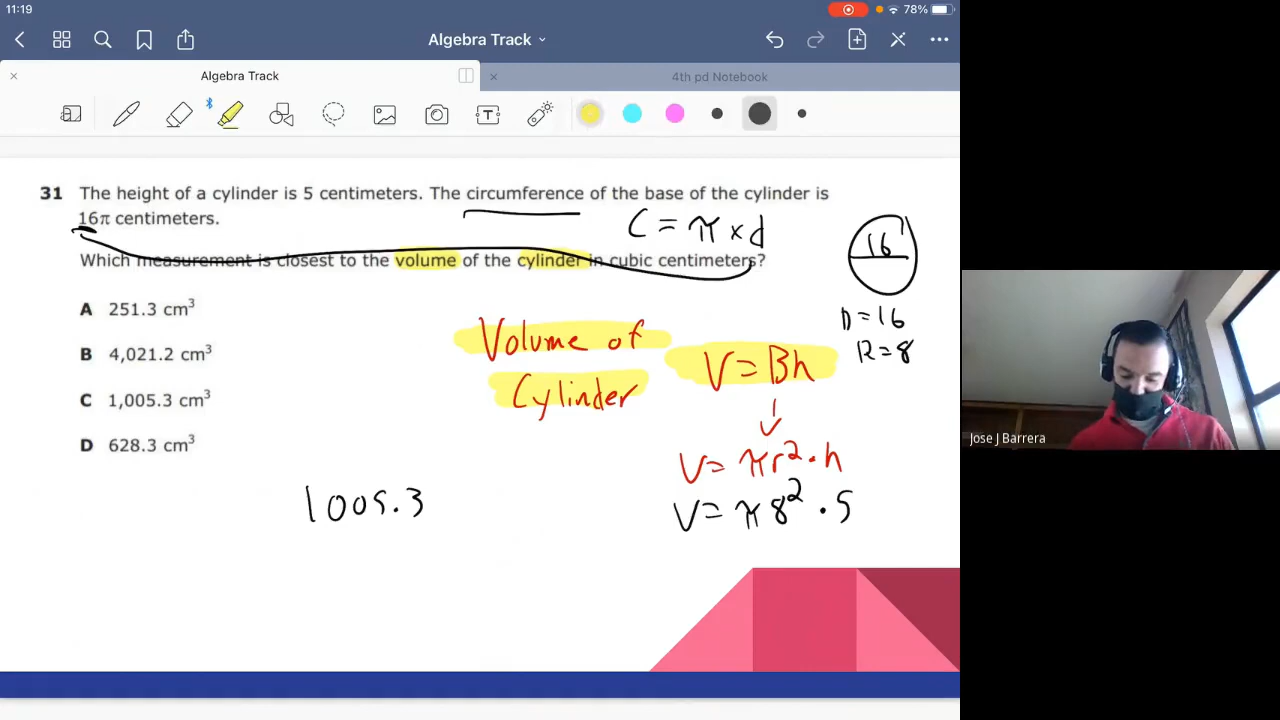 11:19
78%
Algebra Track
Algebra Track
4th pd Notebook
T
31 The height of a cylinder is 5 centimeters. The circumference of the base of the cylinder is
16π centimeters.
C = π x d
16
Which measurement is closest to the volume of the cylinder in cubic centimeters?
A 251.3 cm³
B 4,021.2 cm³
C 1,005.3 cm³
D 628.3 cm³
D = 16
R = 8
Volume of
Cylinder
V = Bh
V = πr² · h
V = π8² · 5
1005.3
Jose J Barrera